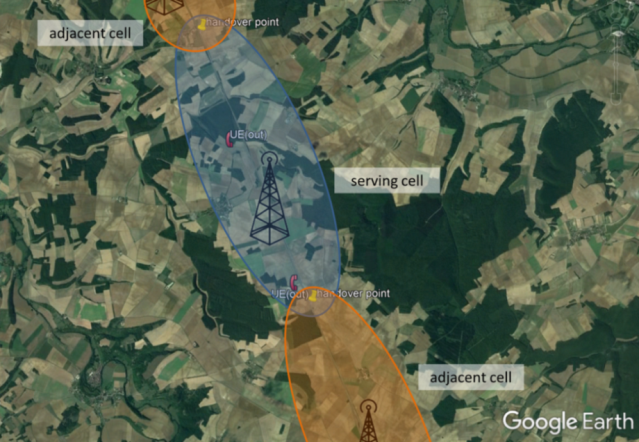 handover point
adjacent cell
UE(out)
serving cell
UE(out)
handover point
adjacent cell
Google Earth